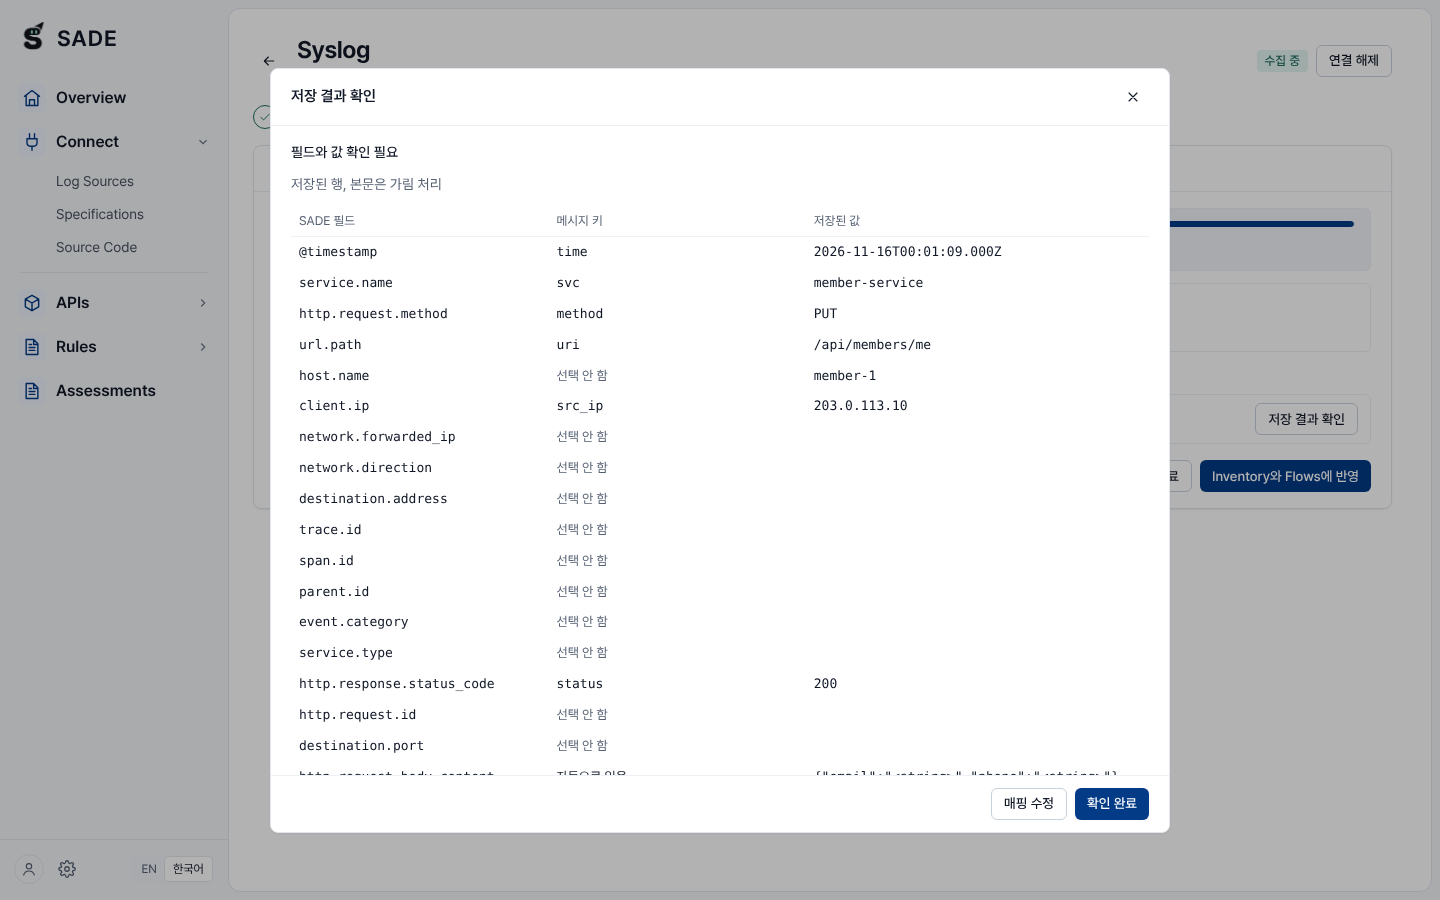 SADE
Overview
Connect
Log Sources
Specifications
Source Code
APIs
Rules
Assessments
EN 한국어
Syslog
수집 중 연결 해제
저장 결과 확인
필드와 값 확인 필요
저장된 행, 본문은 가림 처리
SADE 필드 메시지 키 저장된 값
@timestamp time 2026-11-16T00:01:09.000Z
service.name svc member-service
http.request.method method PUT
url.path uri /api/members/me
host.name 선택 안 함 member-1
client.ip src_ip 203.0.113.10
network.forwarded_ip 선택 안 함
network.direction 선택 안 함
destination.address 선택 안 함
trace.id 선택 안 함
span.id 선택 안 함
parent.id 선택 안 함
event.category 선택 안 함
service.type 선택 안 함
http.response.status_code status 200
http.request.id 선택 안 함
destination.port 선택 안 함
매핑 수정 확인 완료
저장 결과 확인
료 Inventory와 Flows에 반영